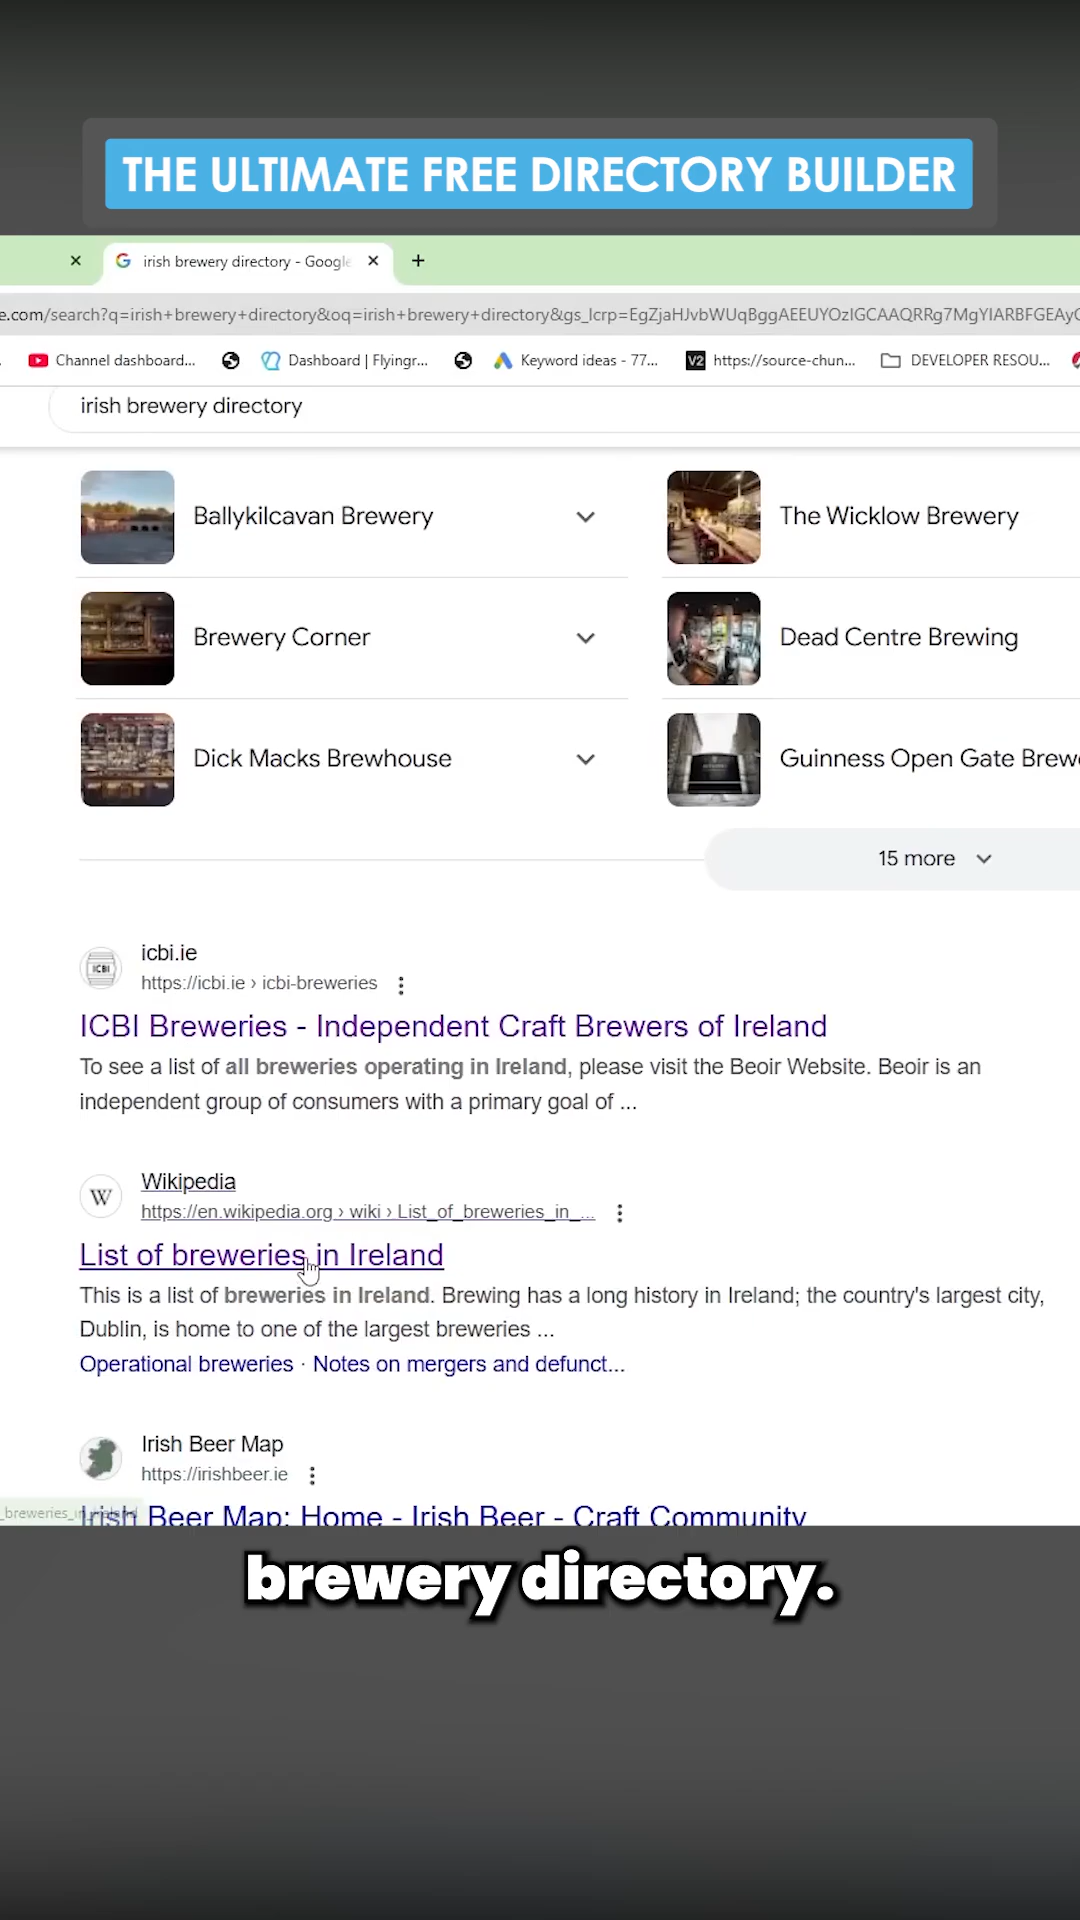 THE ULTIMATE FREE DIRECTORY BUILDER
irish brewery directory - Google
e.com/search?q=irish+brewery+directory&oq=irish+brewery+directory&gs_lcrp=EgZjaHJvbWUqBggAEEUYOzIGCAAQRRg7MgYIARBFGEAy
Channel dashboard... Dashboard | Flyingr... Keyword ideas - 77... V2 https://source-chun... DEVELOPER RESOU...
irish brewery directory
Ballykilcavan Brewery
The Wicklow Brewery
Brewery Corner
Dead Centre Brewing
Dick Macks Brewhouse
Guinness Open Gate Brew
15 more
ICBI
icbi.ie
https://icbi.ie › icbi-breweries
ICBI Breweries - Independent Craft Brewers of Ireland
To see a list of all breweries operating in Ireland, please visit the Beoir Website. Beoir is an
independent group of consumers with a primary goal of ...
W
Wikipedia
https://en.wikipedia.org › wiki › List_of_breweries_in_...
List of breweries in Ireland
This is a list of breweries in Ireland. Brewing has a long history in Ireland; the country's largest city,
Dublin, is home to one of the largest breweries ...
Operational breweries · Notes on mergers and defunct...
Irish Beer Map
https://irishbeer.ie
_breweries_in_Ireland
Irish Beer Map: Home - Irish Beer - Craft Community
brewery directory.